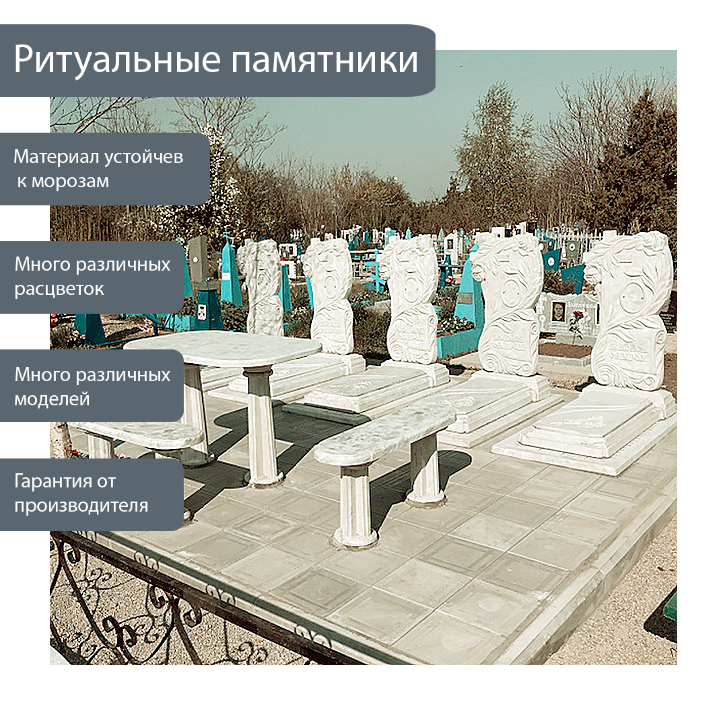 Ритуальные памятники
Материал устойчев
к морозам
Много различных
расцветок
Много различных
моделей
Гарантия от
производителя